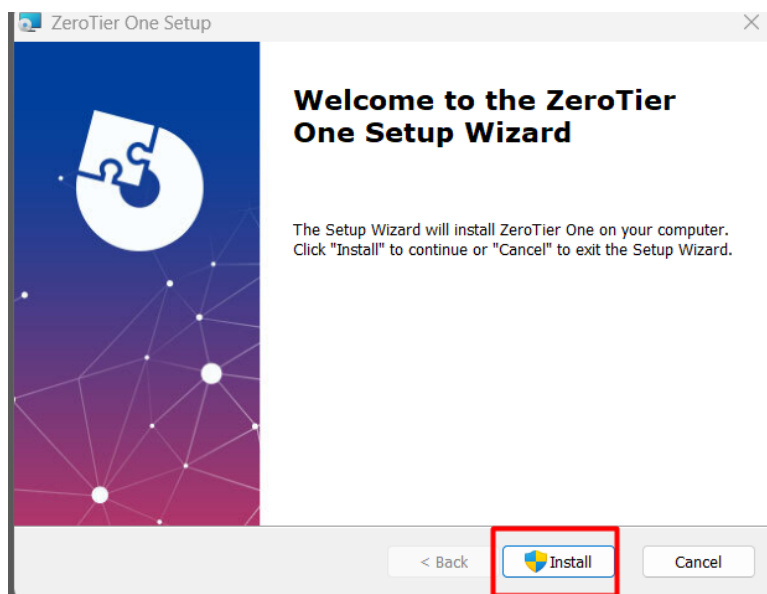 ZeroTier One Setup
Welcome to the ZeroTier
One Setup Wizard
The Setup Wizard will install ZeroTier One on your computer.
Click "Install" to continue or "Cancel" to exit the Setup Wizard.
< Back
Install
Cancel